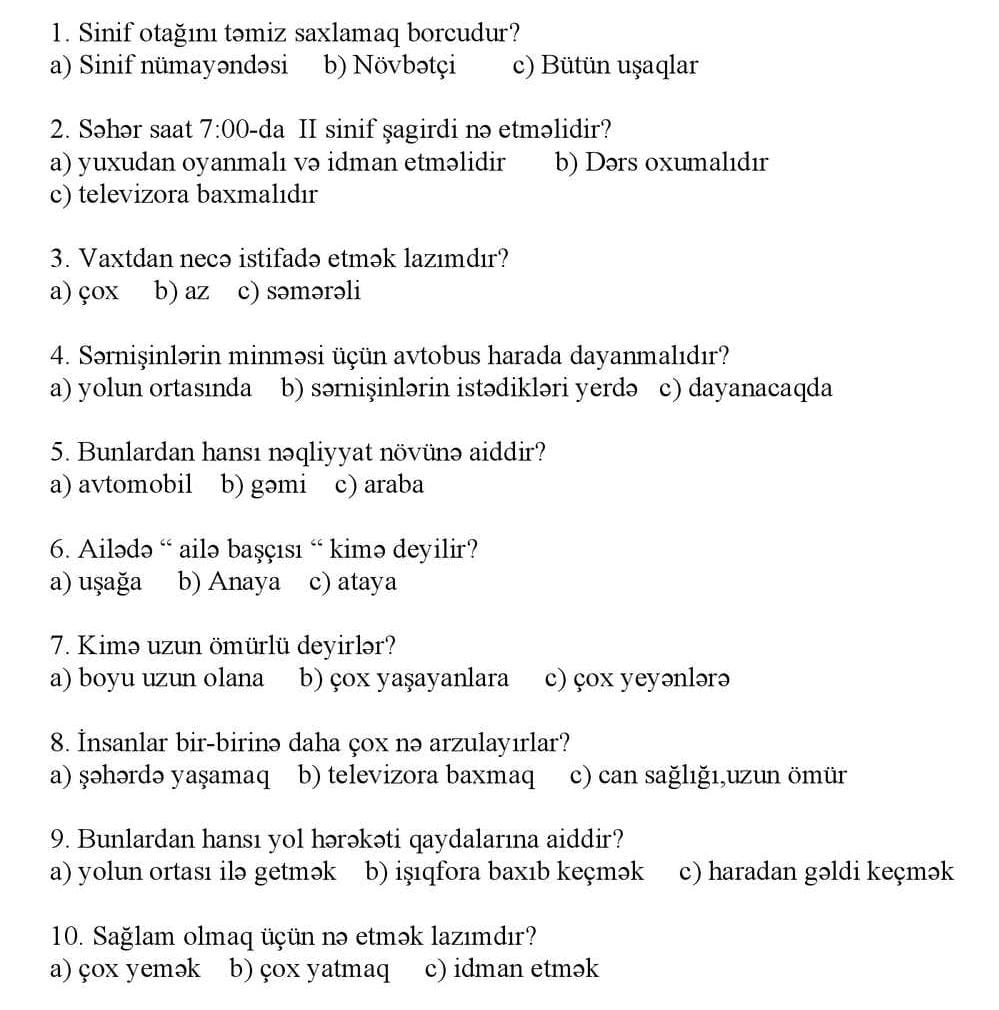 1. Sinif otağını təmiz saxlamaq borcudur?
a) Sinif nümayəndəsi b) Növbətçi c) Bütün uşaqlar
2. Səhər saat 7:00-da II sinif şagirdi nə etməlidir?
a) yuxudan oyanmalı və idman etməlidir b) Dərs oxumalıdır
c) televizora baxmalıdır
3. Vaxtdan necə istifadə etmək lazımdır?
a) çox b) az c) səmərəli
4. Sərnişinlərin minməsi üçün avtobus harada dayanmalıdır?
a) yolun ortasında b) sərnişinlərin istədikləri yerdə c) dayanacaqda
5. Bunlardan hansı nəqliyyat növünə aiddir?
a) avtomobil b) gəmi c) araba
6. Ailədə “ ailə başçısı “ kimə deyilir?
a) uşağa b) Anaya c) ataya
7. Kimə uzun ömürlü deyirlər?
a) boyu uzun olana b) çox yaşayanlara c) çox yeyənlərə
8. İnsanlar bir-birinə daha çox nə arzulayırlar?
a) şəhərdə yaşamaq b) televizora baxmaq c) can sağlığı,uzun ömür
9. Bunlardan hansı yol hərəkəti qaydalarına aiddir?
a) yolun ortası ilə getmək b) işıqfora baxıb keçmək c) haradan gəldi keçmək
10. Sağlam olmaq üçün nə etmək lazımdır?
a) çox yemək b) çox yatmaq c) idman etmək